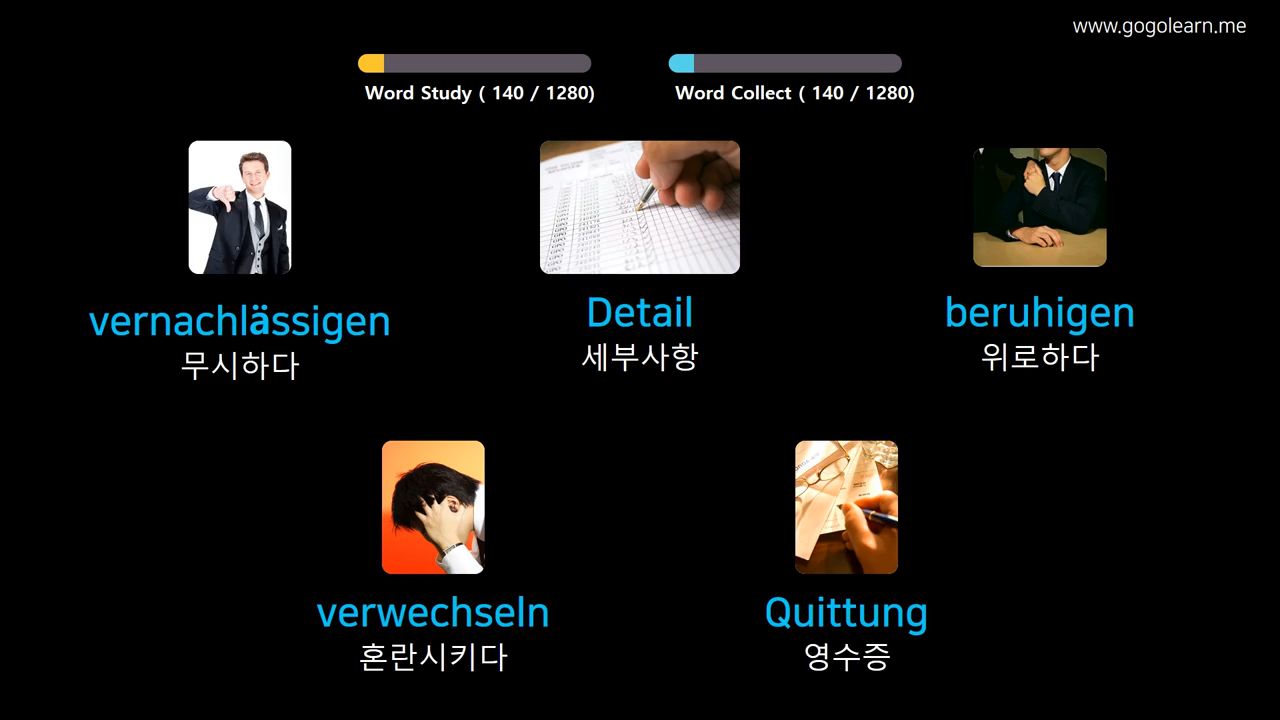 www.gogolearn.me
Word Study ( 140 / 1280)
Word Collect ( 140 / 1280)
vernachlässigen
무시하다
Detail
세부사항
beruhigen
위로하다
verwechseln
혼란시키다
Quittung
영수증